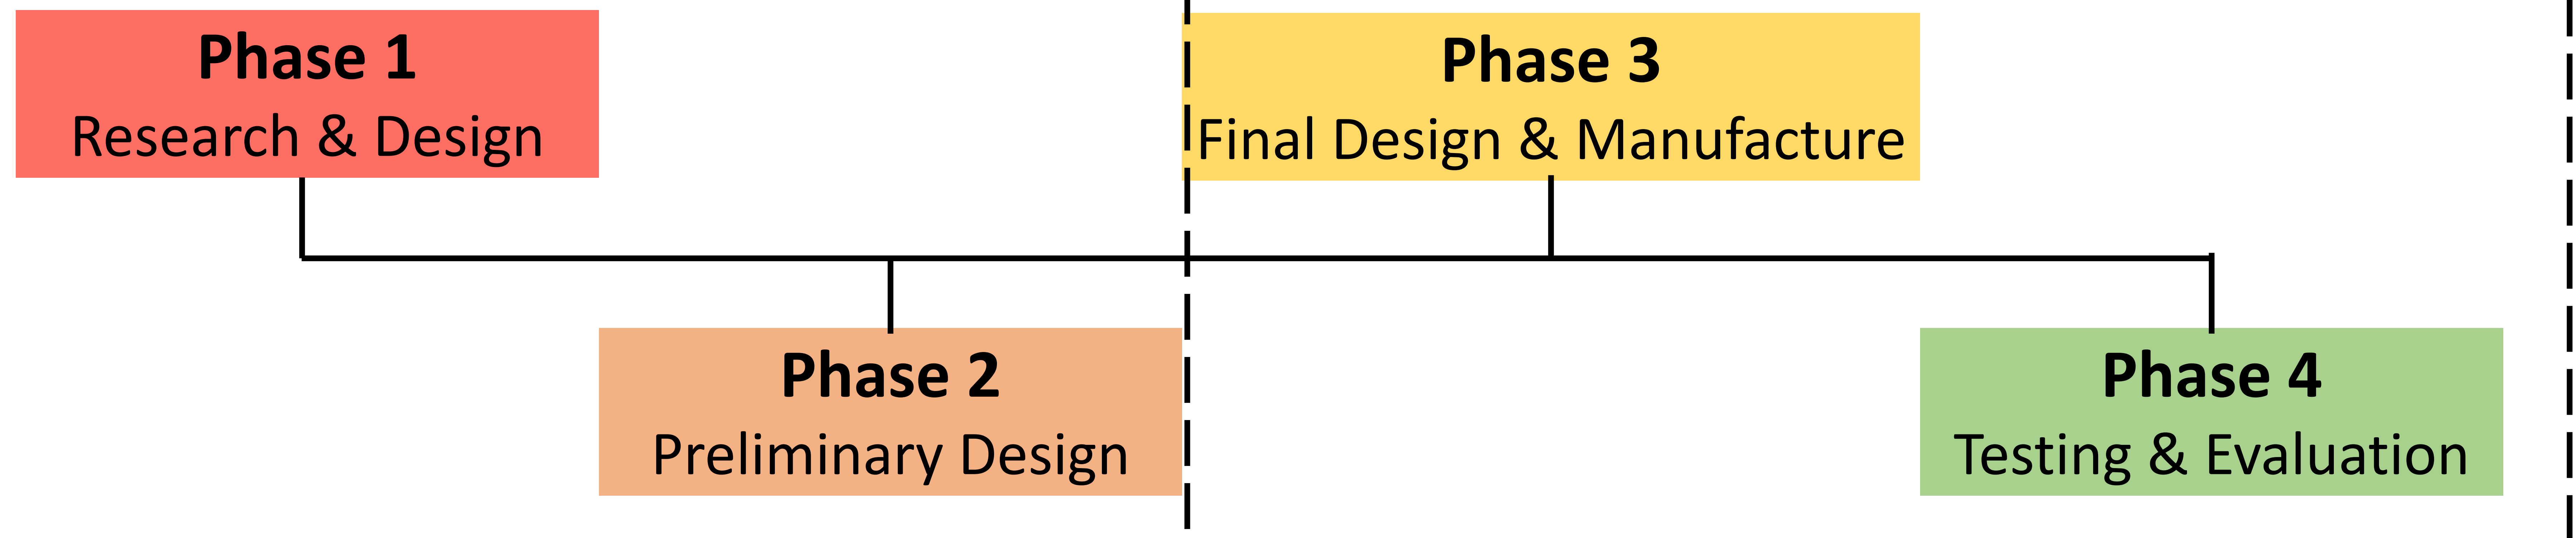 Phase 1
Research & Design
Phase 2
Preliminary Design
Phase 3
Final Design & Manufacture
Phase 4
Testing & Evaluation